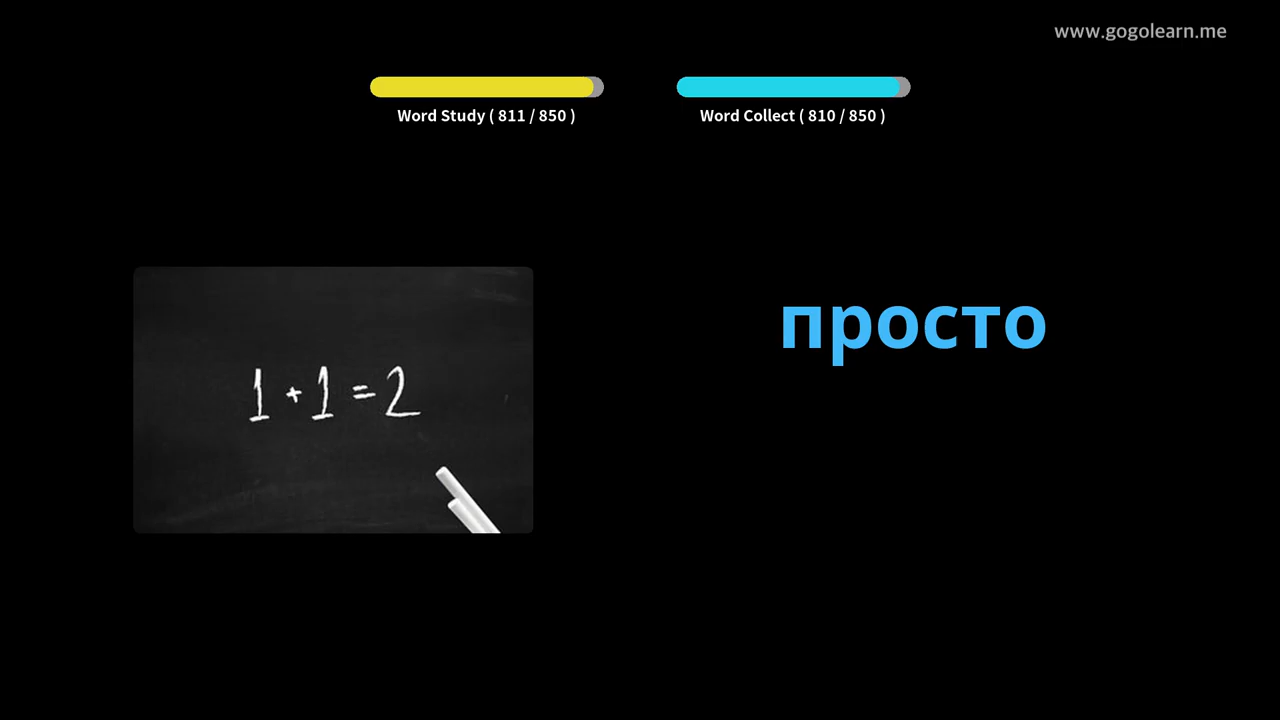 www.gogolearn.me
Word Study ( 811 / 850 )
Word Collect ( 810 / 850 )
просто
1 + 1 = 2